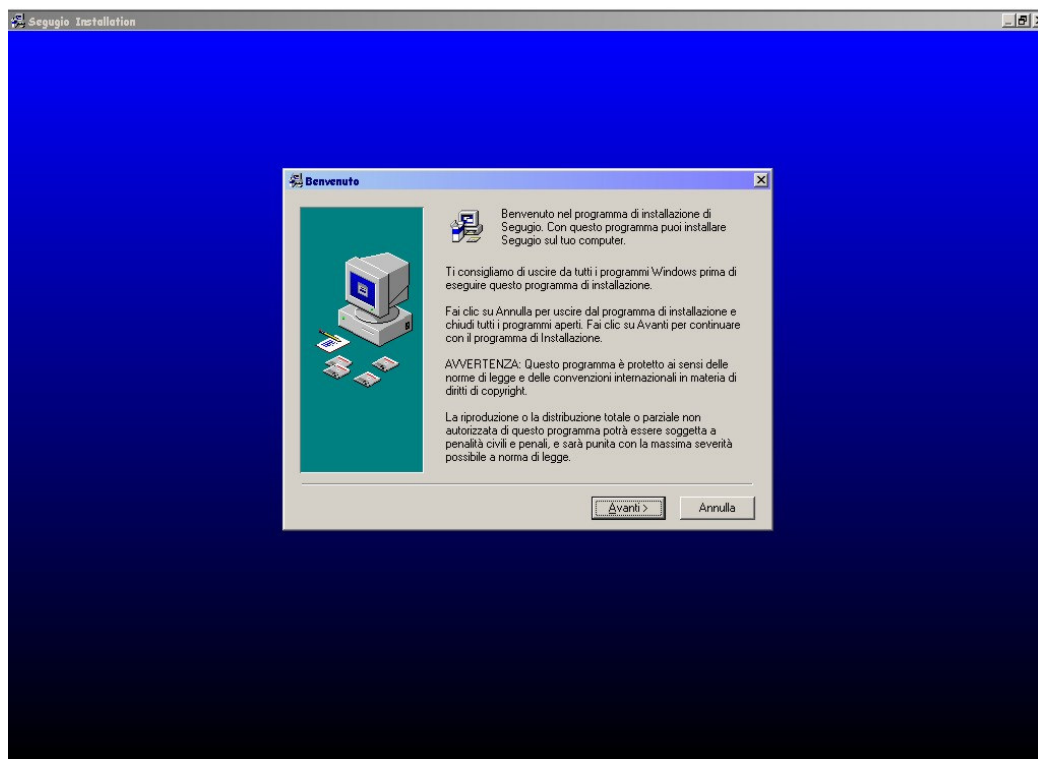 Segugio Installation
Benvenuto
Benvenuto nel programma di installazione di
Segugio. Con questo programma puoi installare
Segugio sul tuo computer.
Ti consigliamo di uscire da tutti i programmi Windows prima di
eseguire questo programma di installazione.
Fai clic su Annulla per uscire dal programma di installazione e
chiudi tutti i programmi aperti. Fai clic su Avanti per continuare
con il programma di Installazione.
AVVERTENZA: Questo programma è protetto ai sensi delle
norme di legge e delle convenzioni internazionali in materia di
diritti di copyright.
La riproduzione o la distribuzione totale o parziale non
autorizzata di questo programma potrà essere soggetta a
penalità civili e penali, e sarà punita con la massima severità
possibile a norma di legge.
Avanti >
Annulla